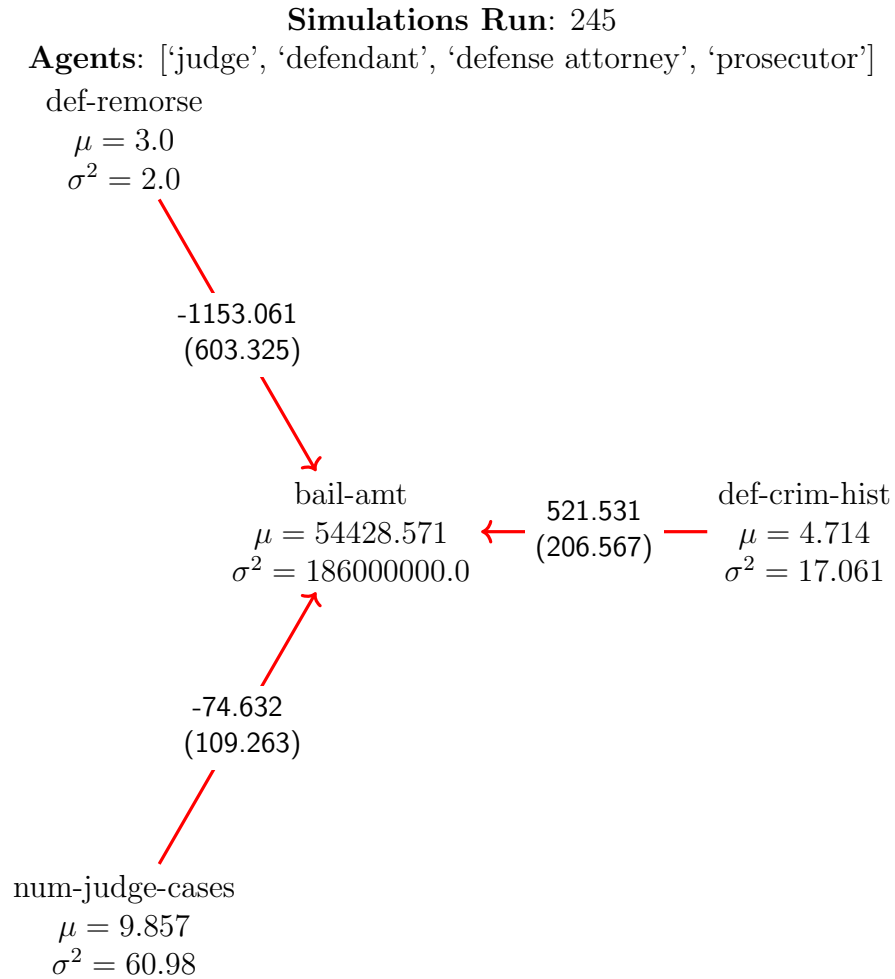 Simulations Run: 245
Agents: [‘judge’, ‘defendant’, ‘defense attorney’, ‘prosecutor’]
def-remorse
μ = 3.0
σ² = 2.0
-1153.061
(603.325)
bail-amt
μ = 54428.571
σ² = 186000000.0
521.531
(206.567)
def-crim-hist
μ = 4.714
σ² = 17.061
-74.632
(109.263)
num-judge-cases
μ = 9.857
σ² = 60.98